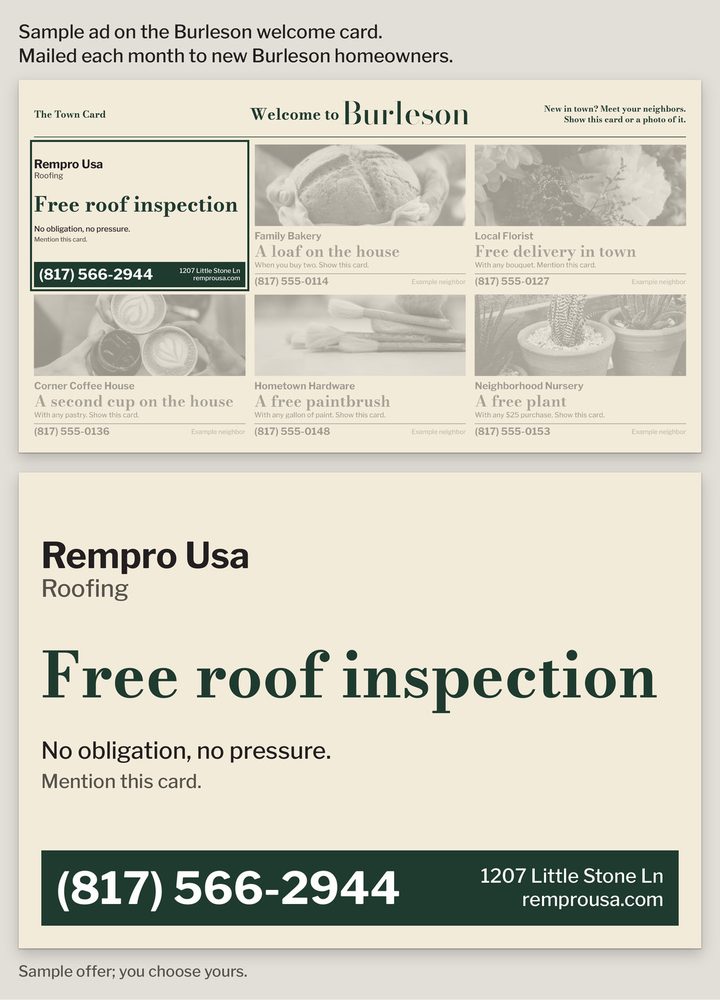 Sample ad on the Burleson welcome card.
Mailed each month to new Burleson homeowners.
The Town Card
Welcome to Burleson
New in town? Meet your neighbors.
Show this card or a photo of it.
Rempro Usa
Roofing
Free roof inspection
No obligation, no pressure.
Mention this card.
(817) 566-2944
1207 Little Stone Ln
remprousa.com
Family Bakery
A loaf on the house
When you buy two. Show this card.
(817) 555-0114
Example neighbor
Local Florist
Free delivery in town
With any bouquet. Mention this card.
(817) 555-0127
Example neighbor
Corner Coffee House
A second cup on the house
With any pastry. Show this card.
(817) 555-0136
Example neighbor
Hometown Hardware
A free paintbrush
With any gallon of paint. Show this card.
(817) 555-0148
Example neighbor
Neighborhood Nursery
A free plant
With any $25 purchase. Show this card.
(817) 555-0153
Example neighbor
Rempro Usa
Roofing
Free roof inspection
No obligation, no pressure.
Mention this card.
(817) 566-2944
1207 Little Stone Ln
remprousa.com
Sample offer; you choose yours.